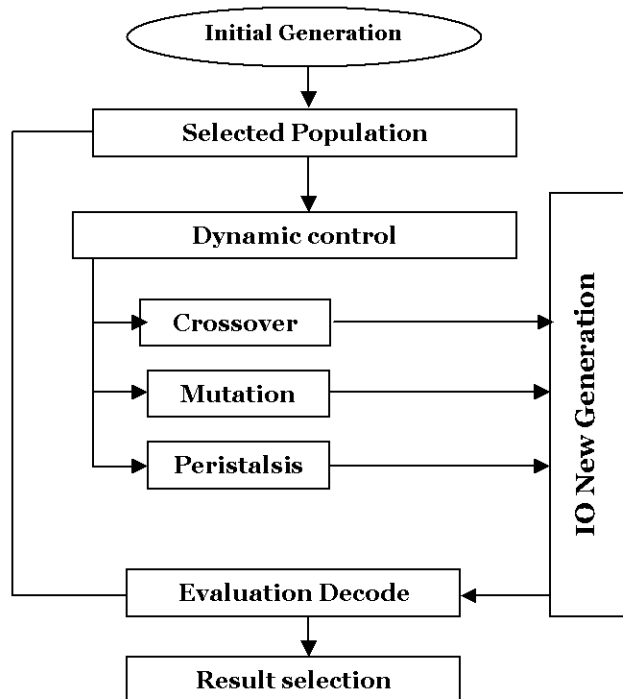 Initial Generation
Selected Population
Dynamic control
Crossover
Mutation
Peristalsis
IO New Generation
Evaluation Decode
Result selection